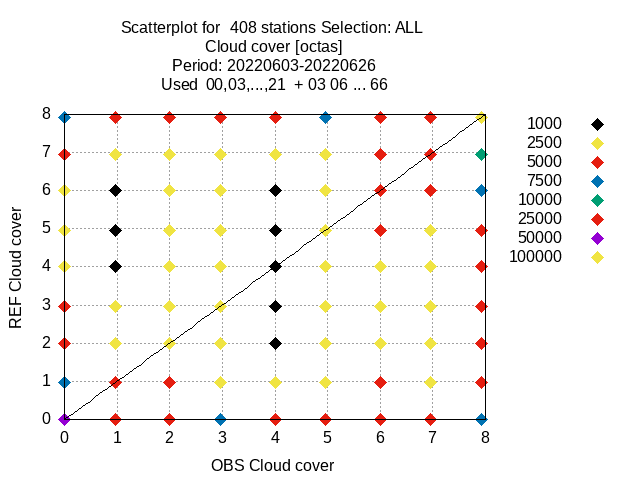 Scatterplot for  408 stations Selection: ALL
Cloud cover [octas]
Period: 20220603-20220626
Used  00,03,...,21  + 03 06 ... 66
8
7
6
5
4
3
2
1
0
0 1 2 3 4 5 6 7 8
REF Cloud cover
OBS Cloud cover
1000
2500
5000
7500
10000
25000
50000
100000